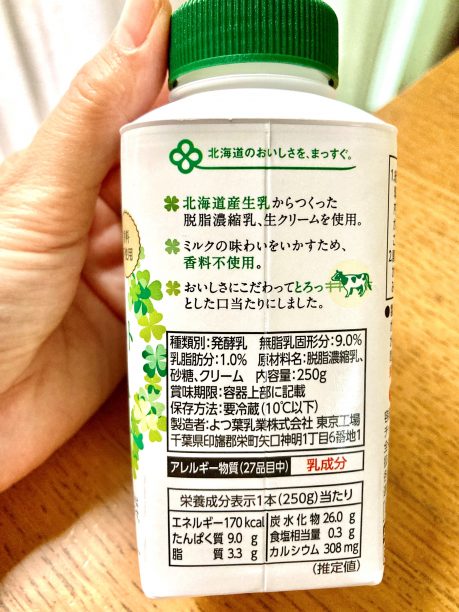 北海道のおいしさを、まっすぐ。
北海道産生乳からつくった
脱脂濃縮乳、生クリームを使用。
ミルクの味わいをいかすため、
香料不使用。
おいしさにこだわってとろっ
とした口当たりにしました。
種類別:発酵乳 無脂乳固形分:9.0%
乳脂肪分:1.0% 原材料名:脱脂濃縮乳、
砂糖、クリーム 内容量:250g
賞味期限:容器上部に記載
保存方法:要冷蔵(10℃以下)
製造者:よつ葉乳業株式会社 東京工場
千葉県印旛郡栄町矢口神明1丁目6番地1
アレルギー物質(27品目中) 乳成分
栄養成分表示1本(250g)当たり
エネルギー170kcal 炭水化物26.0 g
たんぱく質 9.0 g 食塩相当量 0.3 g
脂質 3.3 g カルシウム 308 mg
(推定値)